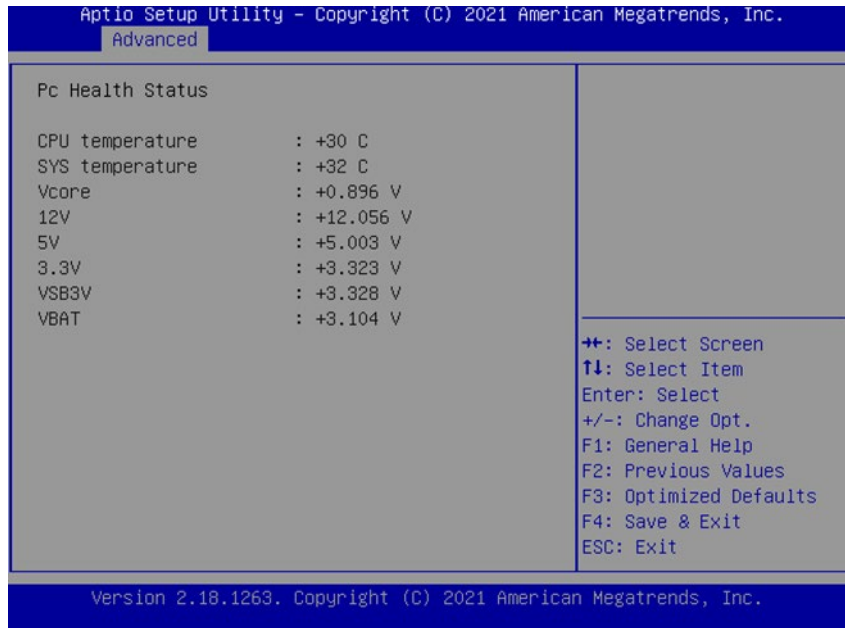 Aptio Setup Utility – Copyright (C) 2021 American Megatrends, Inc.
Advanced
Pc Health Status
CPU temperature : +30 C
SYS temperature : +32 C
Vcore : +0.896 V
12V : +12.056 V
5V : +5.003 V
3.3V : +3.323 V
VSB3V : +3.328 V
VBAT : +3.104 V
→←: Select Screen
↑↓: Select Item
Enter: Select
+/-: Change Opt.
F1: General Help
F2: Previous Values
F3: Optimized Defaults
F4: Save & Exit
ESC: Exit
Version 2.18.1263. Copyright (C) 2021 American Megatrends, Inc.